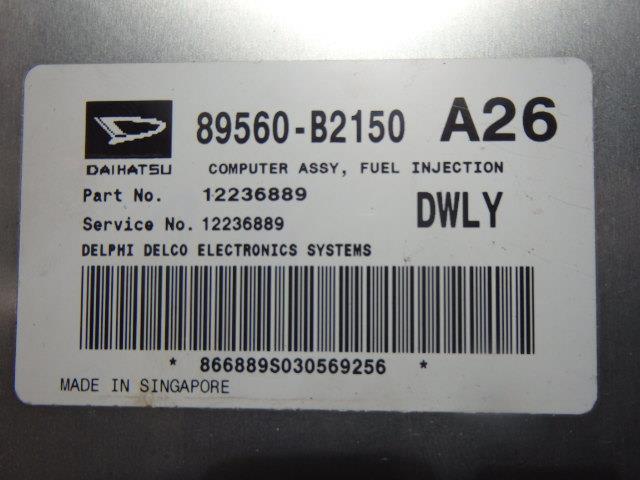 89560-B2150 A26
DAIHATSU COMPUTER ASSY, FUEL INJECTION
Part No. 12236889
DWLY
Service No. 12236889
DELPHI DELCO ELECTRONICS SYSTEMS
* 866889S030569256 *
MADE IN SINGAPORE